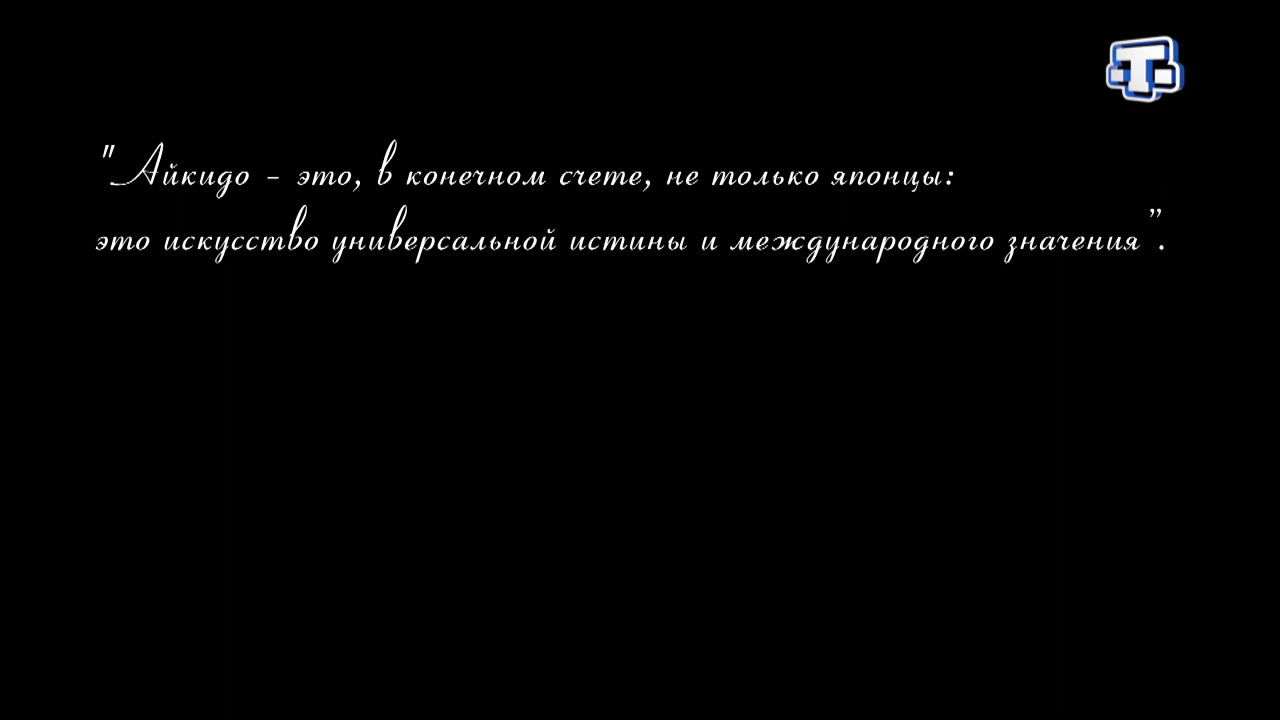 Т
"Айкидо - это, в конечном счете, не только японцы:
это искусство универсальной истины и международного значения".